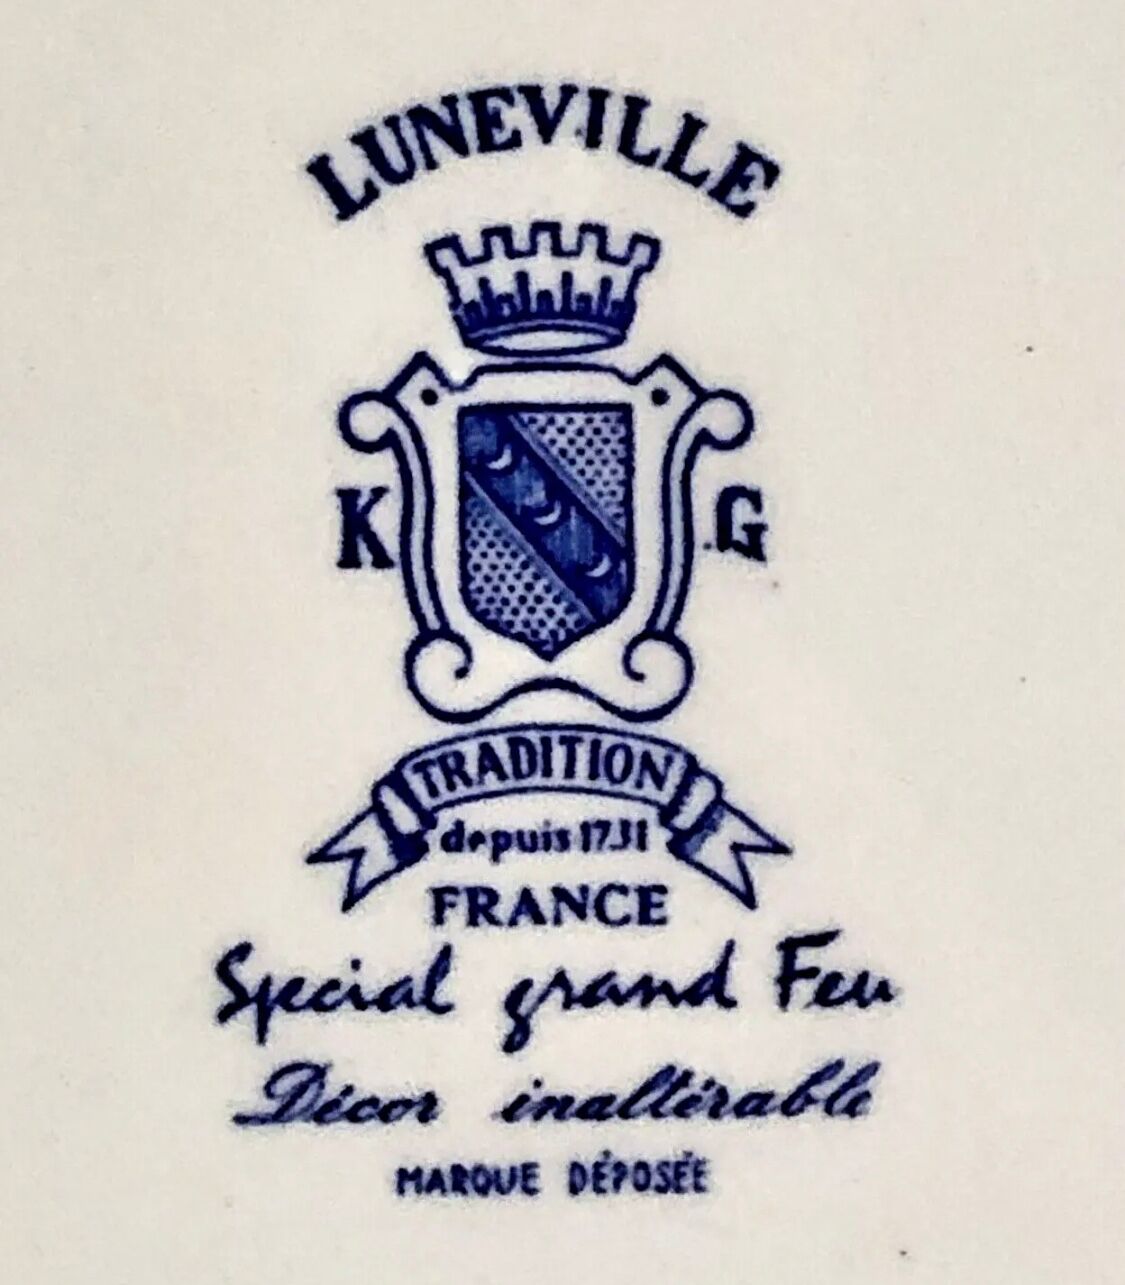 LUNEVILLE
K G
TRADITION
depuis 1731
FRANCE
Special grand Feu
Décor inaltérable
MARQUE DÉPOSÉE